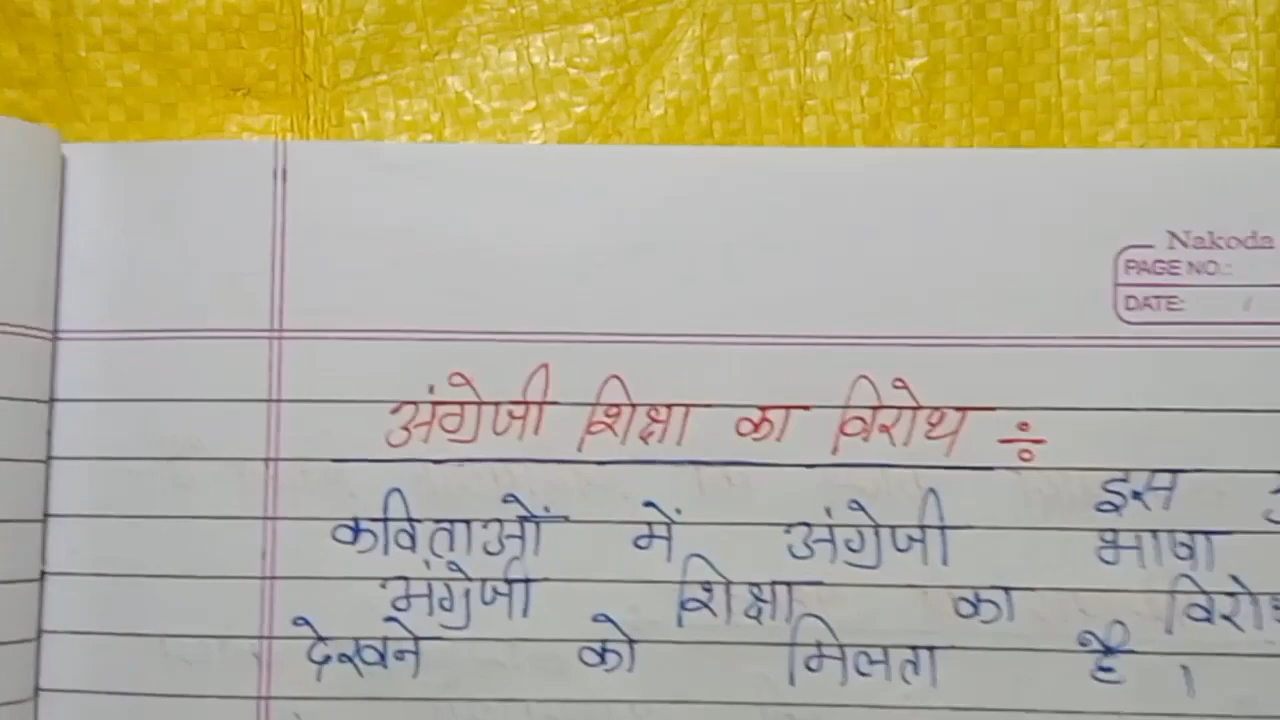 Nakoda
PAGE NO.:
DATE:
अंग्रेजी शिक्षा का विरोध ÷
इस
कविताओं में अंग्रेजी भाषा
अंग्रेजी शिक्षा का विरोध
देखने को मिलता है ।